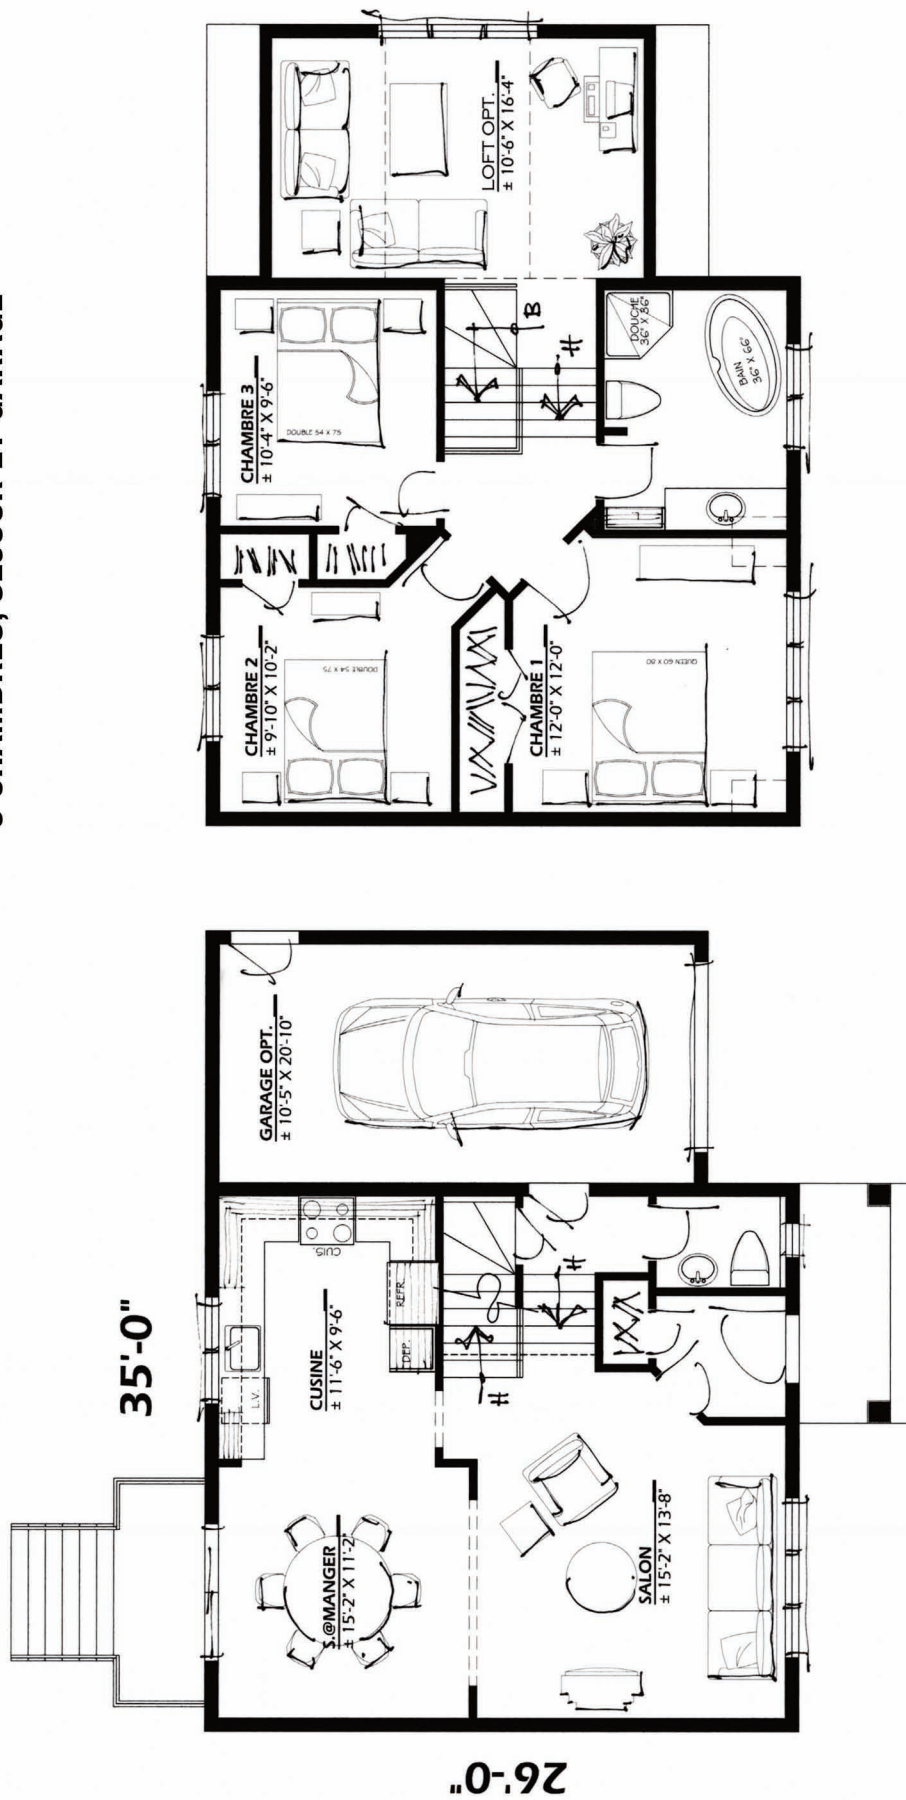 35'-0"
26'-0"
CUSINE
± 11'-6" X 9'-6"
L.V.
CUIS.
REFR.
DEP.
S.@MANGER
± 15'-2" X 11'-2"
SALON
± 15'-2" X 13'-8"
H
H
GARAGE OPT.
± 10'-5" X 20'-10"
CHAMBRE 2
± 9'-10" X 10'-2"
DOUBLE 54 X 75
CHAMBRE 3
± 10'-4" X 9'-6"
DOUBLE 54 X 75
CHAMBRE 1
± 12'-0" X 12'-0"
QUEEN 60 X 80
B
H
DOUCHE
36" X 36"
BAIN
36" X 66"
LOFT OPT.
± 10'-6" X 16'-4"